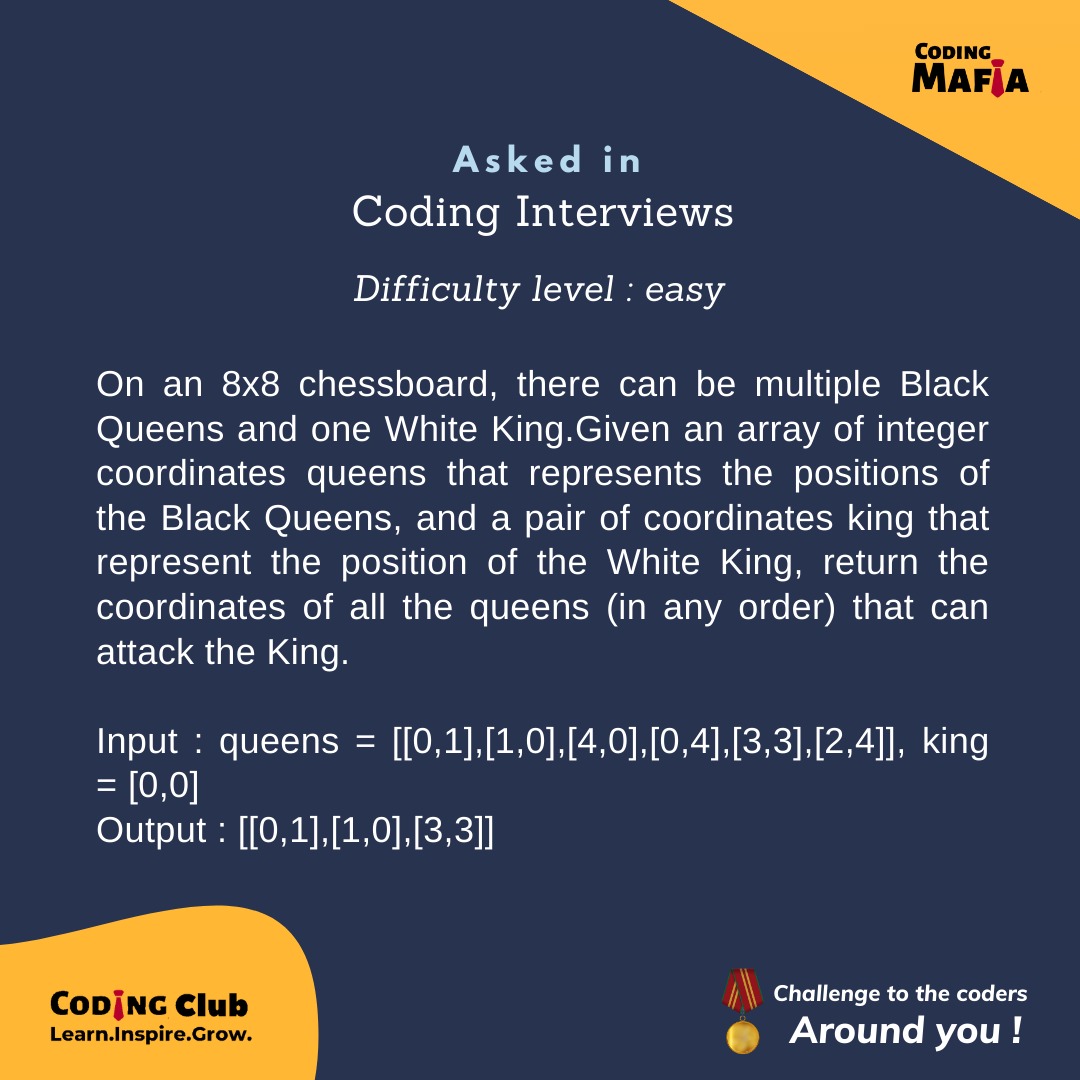 CODING
MAFIA
Asked in
Coding Interviews
Difficulty level : easy
On an 8x8 chessboard, there can be multiple Black
Queens and one White King.Given an array of integer
coordinates queens that represents the positions of
the Black Queens, and a pair of coordinates king that
represent the position of the White King, return the
coordinates of all the queens (in any order) that can
attack the King.
Input : queens = [[0,1],[1,0],[4,0],[0,4],[3,3],[2,4]], king
= [0,0]
Output : [[0,1],[1,0],[3,3]]
CODING Club
Learn.Inspire.Grow.
Challenge to the coders
Around you !